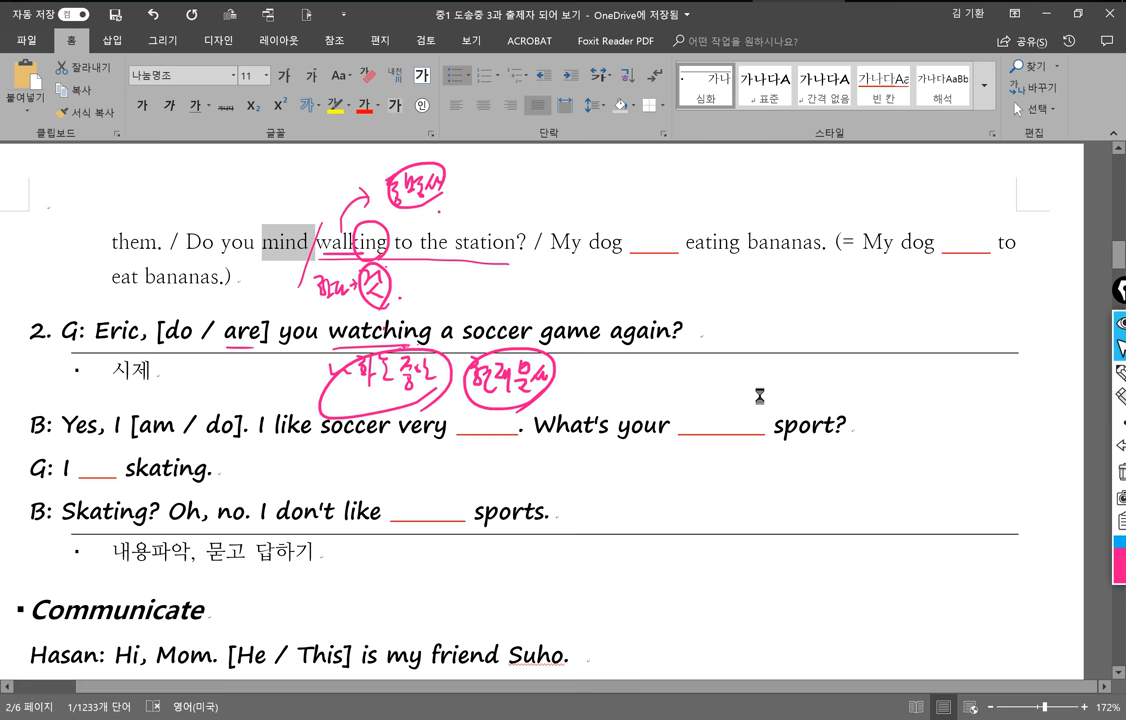 자동 저장 컴
중1 도송중 3과 출제자 되어 보기 - OneDrive에 저장됨
김 기환
파일 홈 삽입 그리기 디자인 레이아웃 참조 편지 검토 보기 ACROBAT Foxit Reader PDF 어떤 작업을 원하시나요? 공유(S)
붙여넣기 잘라내기 복사 서식 복사
나눔명조 11
가나 가나다A 가나다A 가나다Aa 가나다AaBb
심화 표준 간격 없음 빈 칸 해석
찾기 바꾸기 선택
클립보드 글꼴 단락 스타일 편집
동명사
them. / Do you mind walking to the station? / My dog _____ eating bananas. (= My dog _____ to
eat bananas.)
것
2. G: Eric, [do / are] you watching a soccer game again?
시제
하는 중인
현재분사
B: Yes, I [am / do]. I like soccer very _____. What's your _______ sport?
G: I ___ skating.
B: Skating? Oh, no. I don't like ______ sports.
내용파악, 묻고 답하기
Communicate
Hasan: Hi, Mom. [He / This] is my friend Suho.
2/6 페이지 1/1233개 단어 영어(미국) 172%